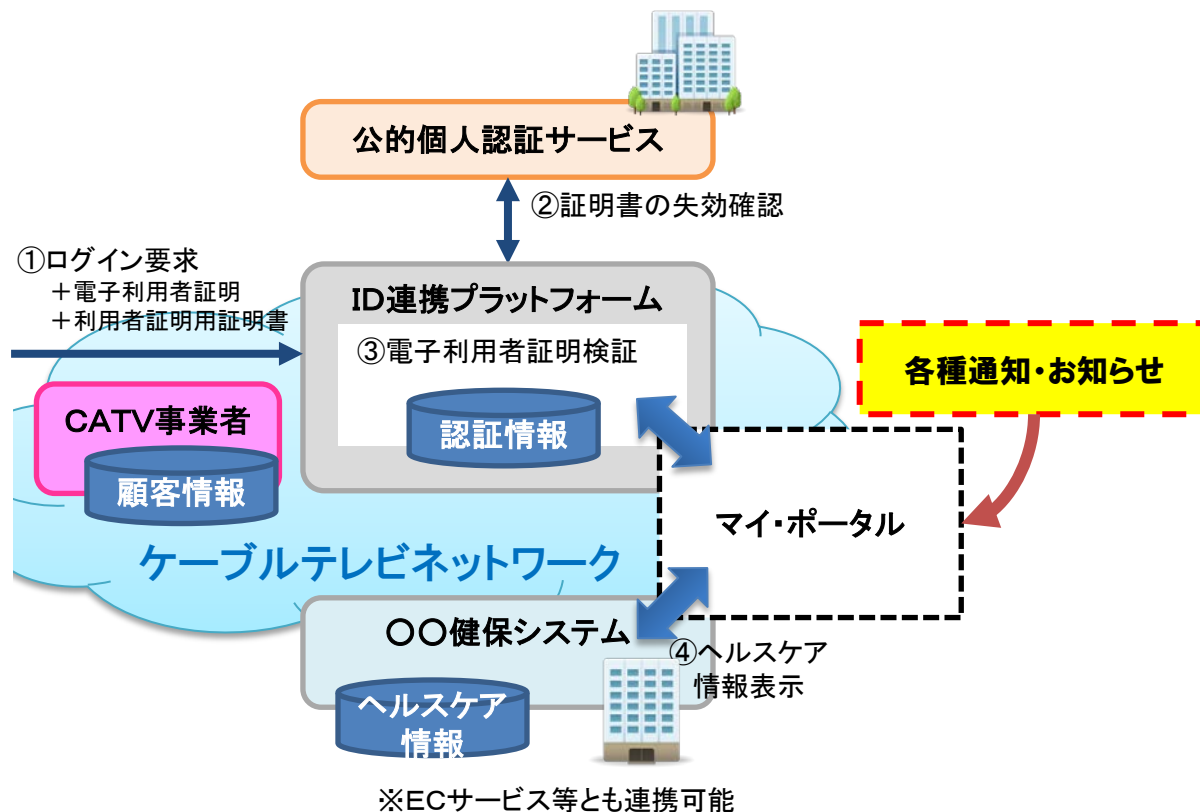 公的個人認証サービス
②証明書の失効確認
①ログイン要求
＋電子利用者証明
＋利用者証明用証明書
ID連携プラットフォーム
③電子利用者証明検証
認証情報
各種通知・お知らせ
CATV事業者
顧客情報
マイ・ポータル
ケーブルテレビネットワーク
〇〇健保システム
④ヘルスケア
情報表示
ヘルスケア
情報
※ECサービス等とも連携可能